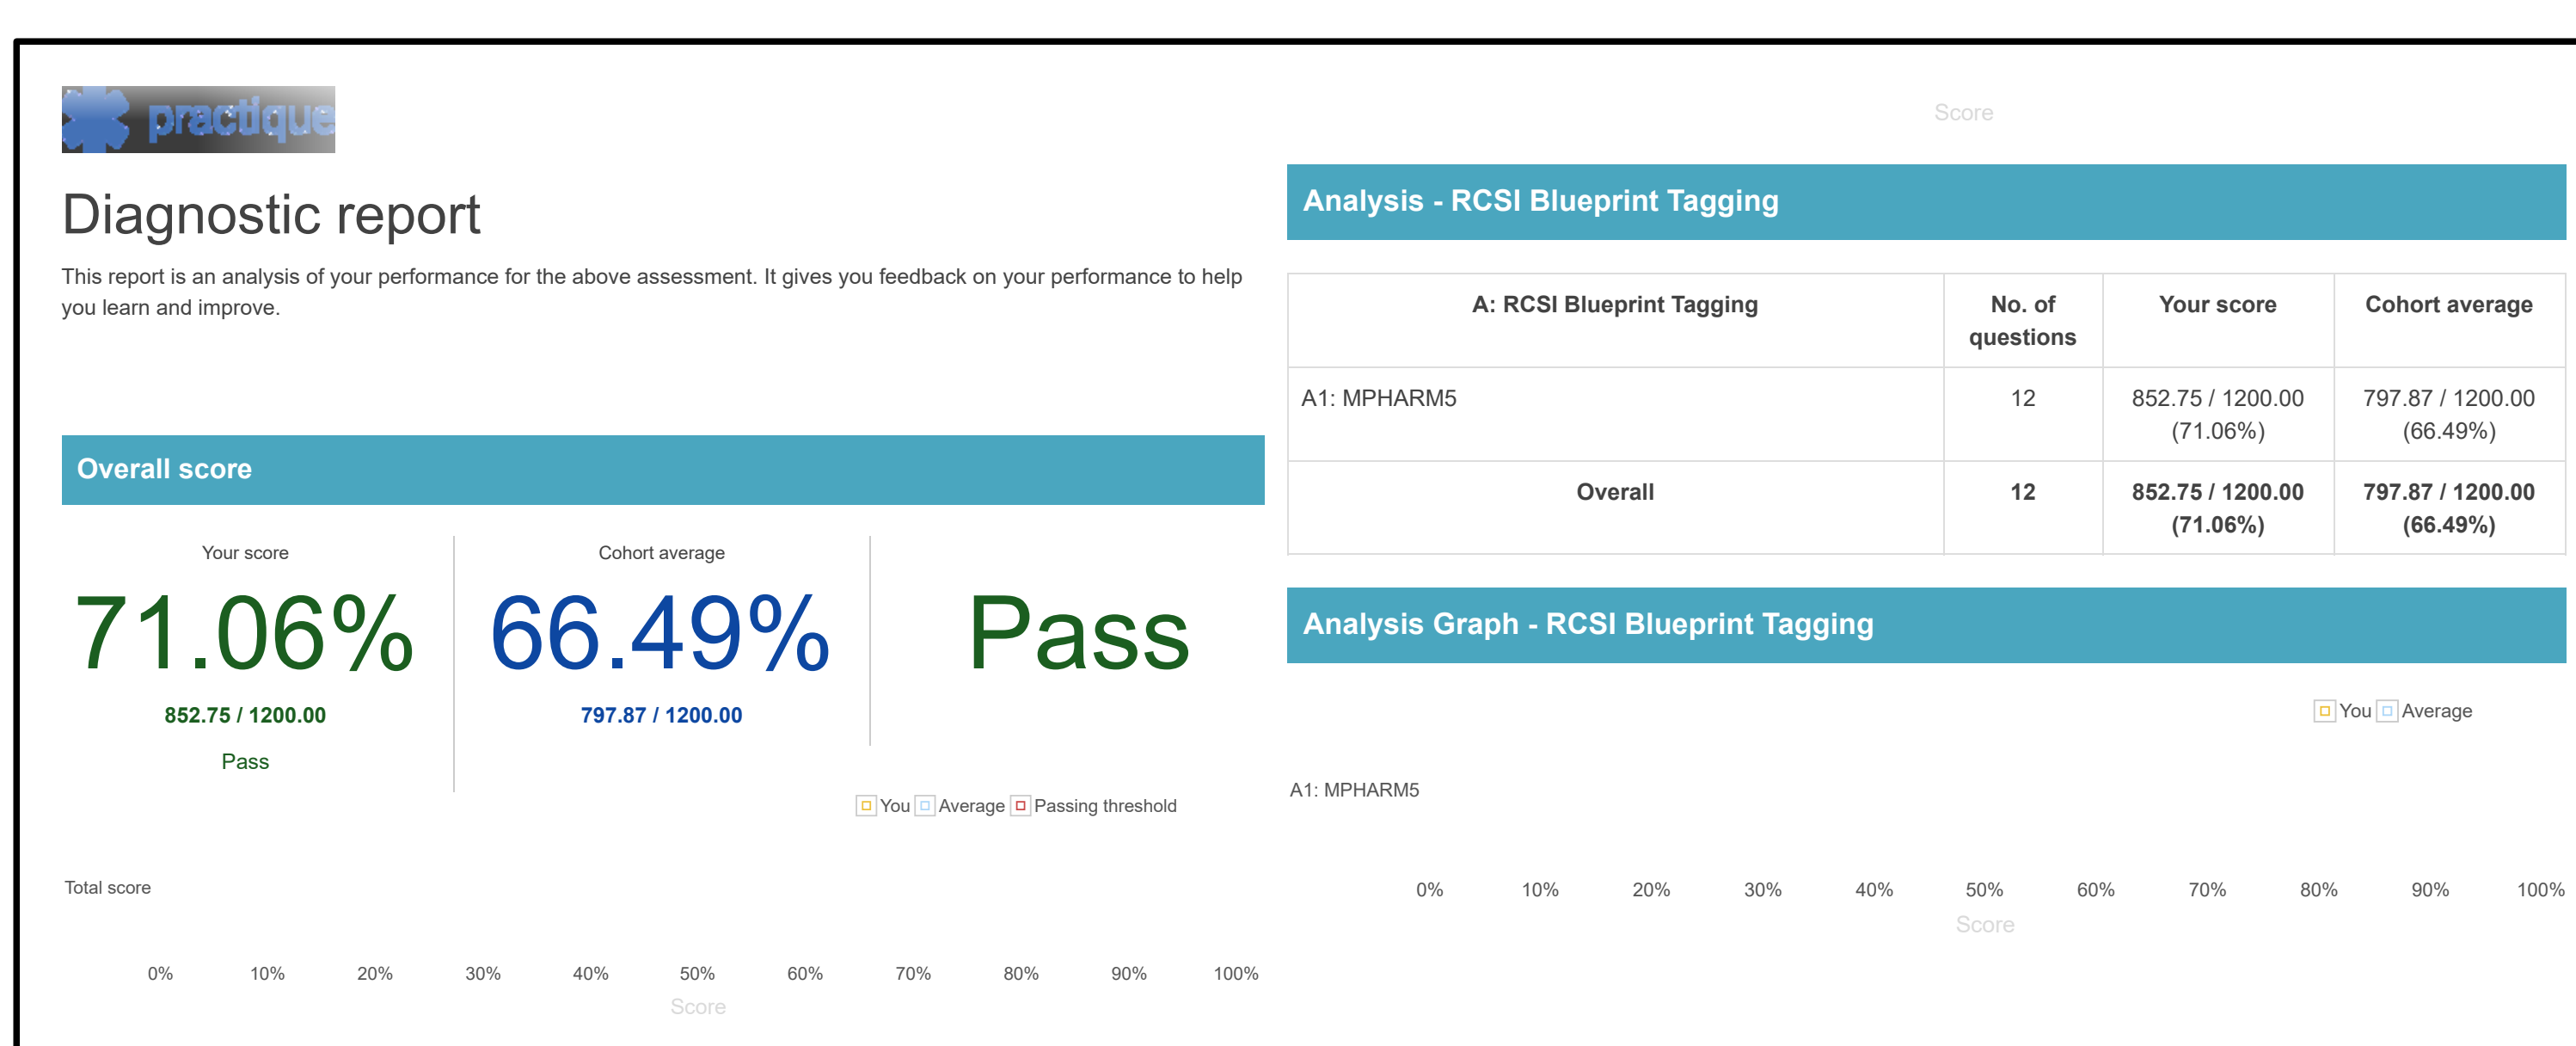 practique
Diagnostic report
This report is an analysis of your performance for the above assessment. It gives you feedback on your performance to help
you learn and improve.
Overall score
Your score
71.06%
852.75 / 1200.00
Pass
Cohort average
66.49%
797.87 / 1200.00
Pass
You Average Passing threshold
Total score
0% 10% 20% 30% 40% 50% 60% 70% 80% 90% 100%
Score
Score
Analysis - RCSI Blueprint Tagging
A: RCSI Blueprint Tagging No. of Your score Cohort average
questions
A1: MPHARM5 12 852.75 / 1200.00 797.87 / 1200.00
(71.06%) (66.49%)
Overall 12 852.75 / 1200.00 797.87 / 1200.00
(71.06%) (66.49%)
Analysis Graph - RCSI Blueprint Tagging
You Average
A1: MPHARM5
0% 10% 20% 30% 40% 50% 60% 70% 80% 90% 100%
Score